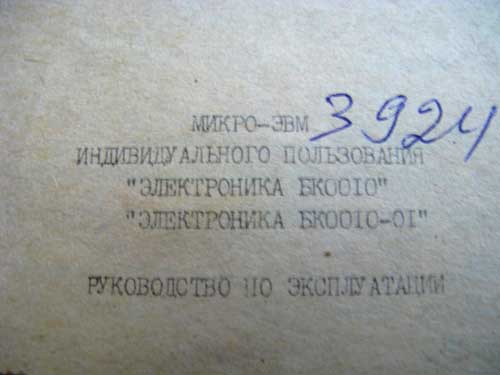 МИКРО-ЭВМ 3924
ИНДИВИДУАЛЬНОГО ПОЛЬЗОВАНИЯ
"ЭЛЕКТРОНИКА БК0010"
"ЭЛЕКТРОНИКА БК0010-01"
РУКОВОДСТВО ПО ЭКСПЛУАТАЦИИ